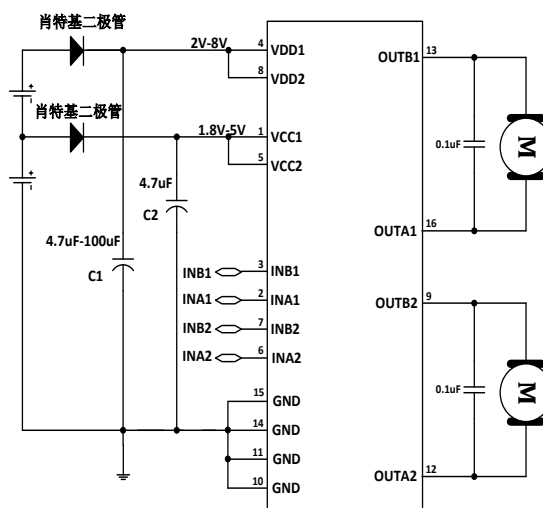 肖特基二极管
2V-8V
4
VDD1
8
VDD2
肖特基二极管
1.8V-5V
1
VCC1
5
VCC2
4.7uF
C2
4.7uF-100uF
C1
INB1
3
INB1
INA1
2
INA1
INB2
7
INB2
INA2
6
INA2
15
GND
14
GND
11
GND
10
GND
OUTB1
13
0.1uF
M
OUTA1
16
OUTB2
9
0.1uF
M
OUTA2
12